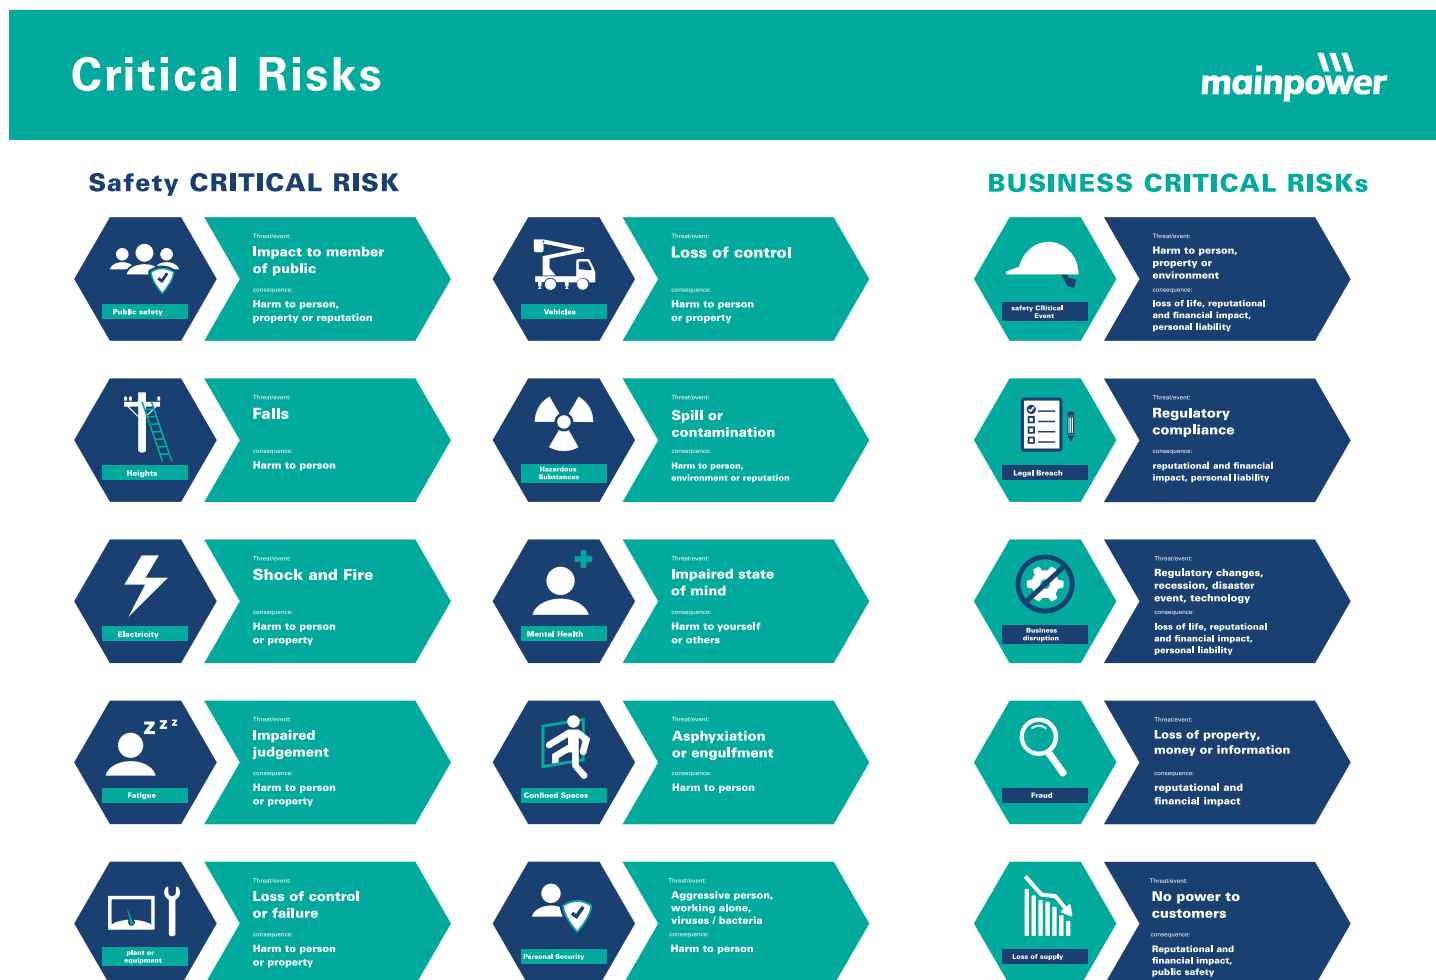 Critical Risks
mainpower
Safety CRITICAL RISK
Public safety
Threat/event:
Impact to member
of public
consequence:
Harm to person,
property or reputation
Vehicles
Threat/event:
Loss of control
consequence:
Harm to person
or property
Heights
Threat/event:
Falls
consequence:
Harm to person
Hazardous
Substances
Threat/event:
Spill or
contamination
consequence:
Harm to person,
environment or reputation
Electricity
Threat/event:
Shock and Fire
consequence:
Harm to person
or property
Mental Health
Threat/event:
Impaired state
of mind
consequence:
Harm to yourself
or others
z z z
Fatigue
Threat/event:
Impaired
judgement
consequence:
Harm to person
or property
Confined Spaces
Threat/event:
Asphyxiation
or engulfment
consequence:
Harm to person
plant or
equipment
Threat/event:
Loss of control
or failure
consequence:
Harm to person
or property
Personal Security
Threat/event:
Aggressive person,
working alone,
viruses / bacteria
consequence:
Harm to person
BUSINESS CRITICAL RISKs
safety CRitical
Event
Threat/event:
Harm to person,
property or
environment
consequence:
loss of life, reputational
and financial impact,
personal liability
Legal Breach
Threat/event:
Regulatory
compliance
consequence:
reputational and financial
impact, personal liability
Business
disruption
Threat/event:
Regulatory changes,
recession, disaster
event, technology
consequence:
loss of life, reputational
and financial impact,
personal liability
Fraud
Threat/event:
Loss of property,
money or information
consequence:
reputational and
financial impact
Loss of supply
Threat/event:
No power to
customers
consequence:
Reputational and
financial impact,
public safety